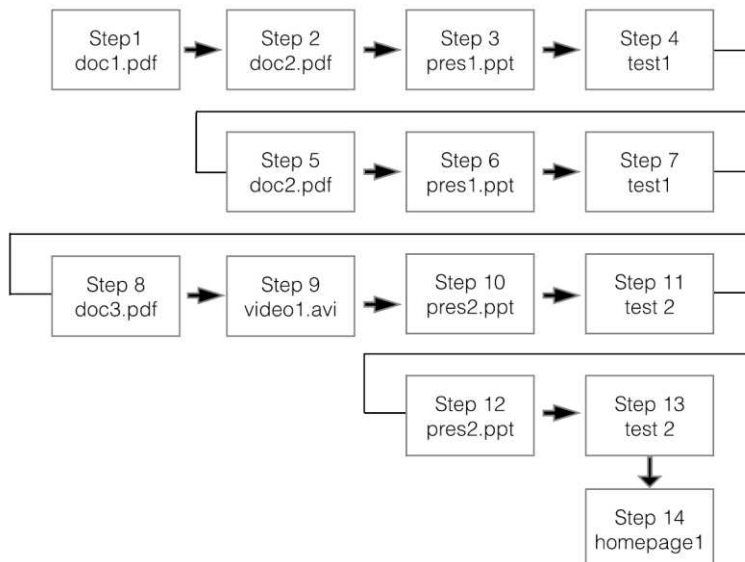 Step1
doc1.pdf
Step 2
doc2.pdf
Step 3
pres1.ppt
Step 4
test1
Step 5
doc2.pdf
Step 6
pres1.ppt
Step 7
test1
Step 8
doc3.pdf
Step 9
video1.avi
Step 10
pres2.ppt
Step 11
test 2
Step 12
pres2.ppt
Step 13
test 2
Step 14
homepage1